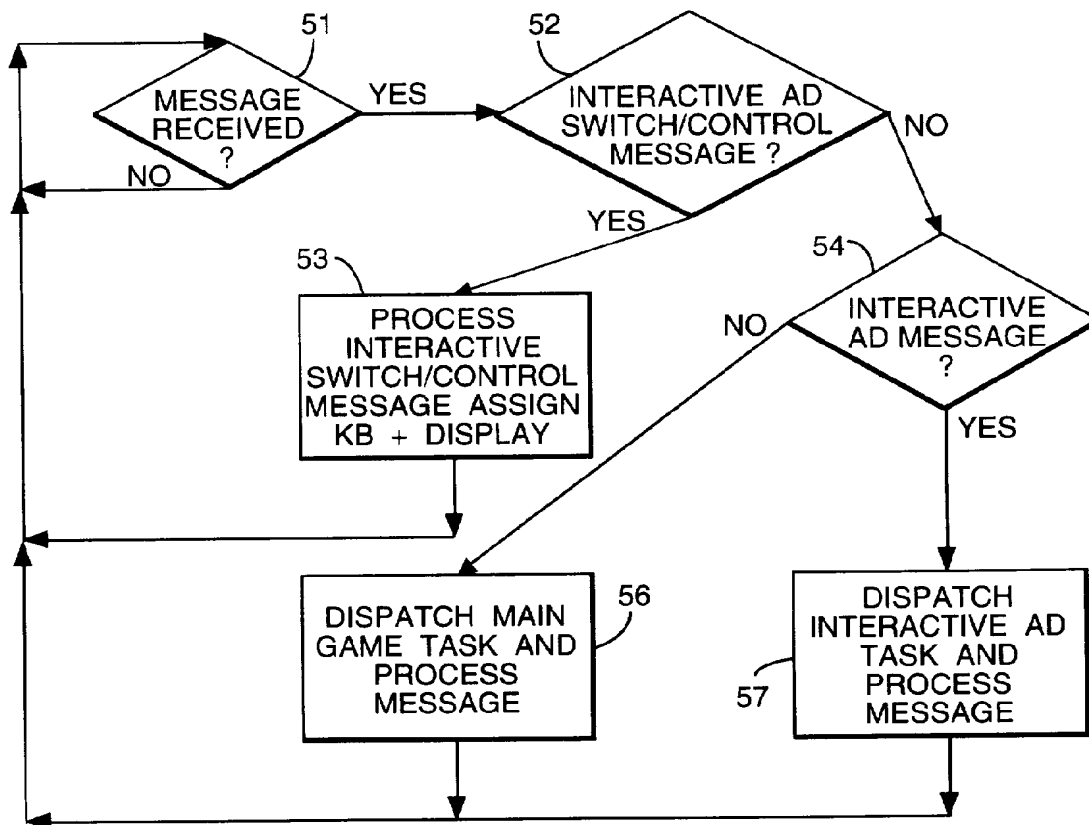 51
MESSAGE
RECEIVED
?
YES
NO
52
INTERACTIVE AD
SWITCH/CONTROL
MESSAGE ?
NO
YES
53
PROCESS
INTERACTIVE
SWITCH/CONTROL
MESSAGE ASSIGN
KB + DISPLAY
54
INTERACTIVE
AD MESSAGE
?
NO
YES
DISPATCH MAIN
GAME TASK AND
PROCESS
MESSAGE
56
DISPATCH
INTERACTIVE AD
TASK AND
PROCESS
MESSAGE
57